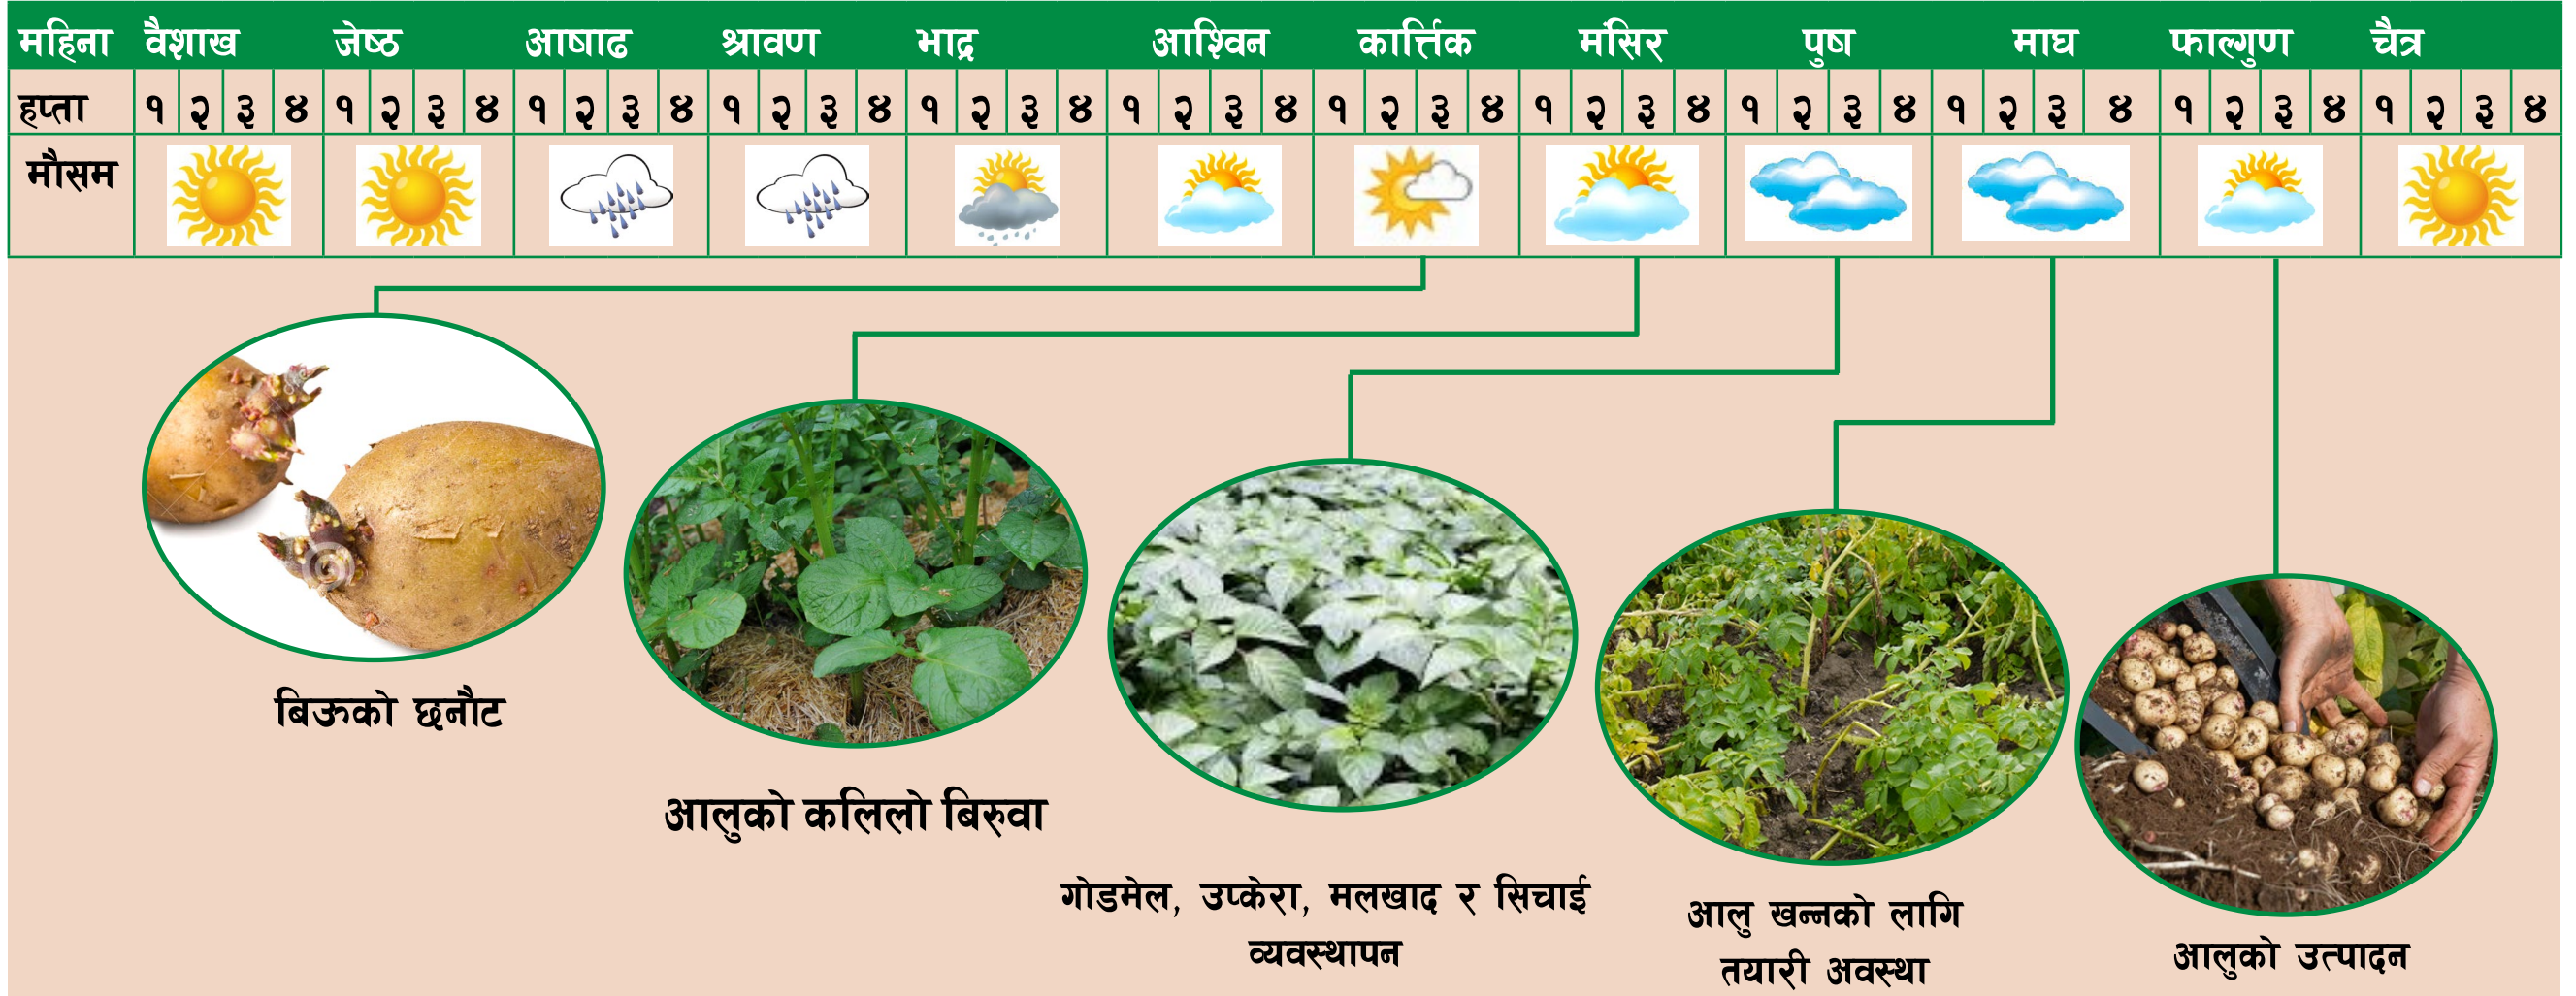 महिना वैशाख जेष्ठ आषाढ श्रावण भाद्र आश्विन कार्त्तिक मंसिर पुष माघ फाल्गुण चैत्र
हप्ता १ २ ३ ४ १ २ ३ ४ १ २ ३ ४ १ २ ३ ४ १ २ ३ ४ १ २ ३ ४ १ २ ३ ४ १ २ ३ ४ १ २ ३ ४ १ २ ३ ४ १ २ ३ ४ १ २ ३ ४
मौसम
बिऊको छनौट
आलुको कलिलो बिरुवा
गोडमेल, उप्केरा, मलखाद र सिचाई
व्यवस्थापन
आलु खन्नको लागि
तयारी अवस्था
आलुको उत्पादन